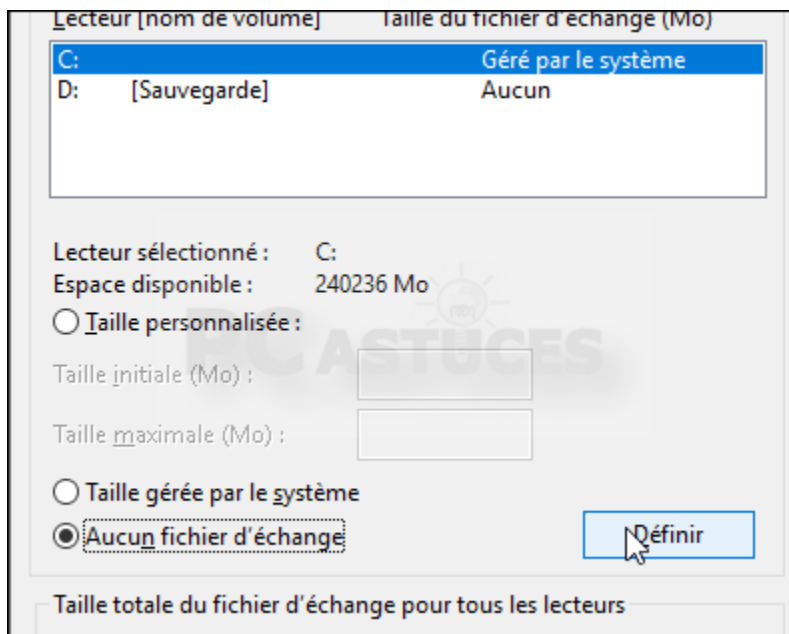 Lecteur [nom de volume] Taille du fichier d'échange (Mo)
C: Géré par le système
D: [Sauvegarde] Aucun
Lecteur sélectionné : C:
Espace disponible : 240236 Mo
Taille personnalisée :
PC ASTUCES
Taille initiale (Mo) :
Taille maximale (Mo) :
Taille gérée par le système
Aucun fichier d'échange Définir
Taille totale du fichier d'échange pour tous les lecteurs